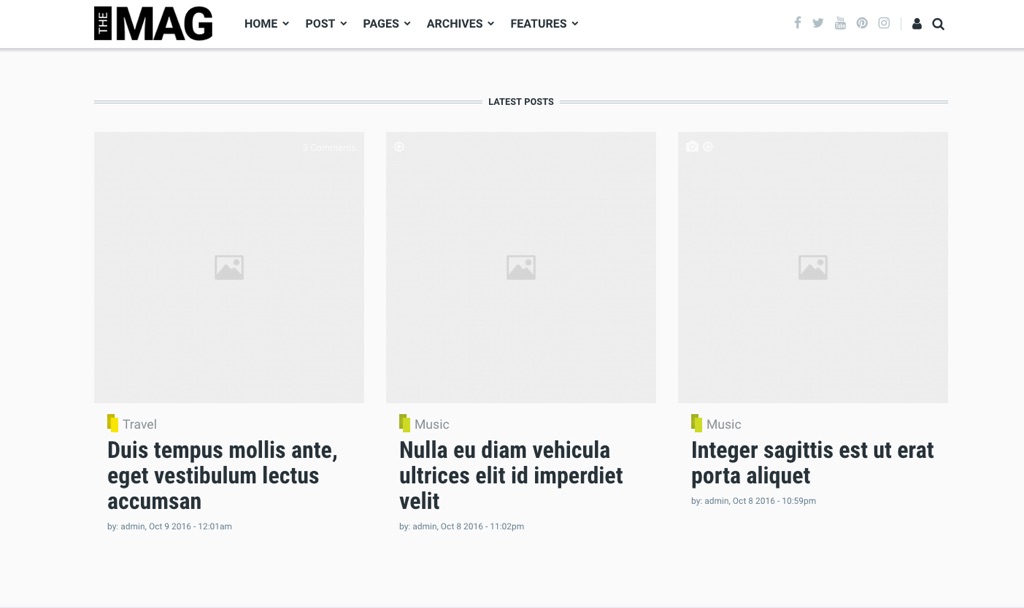 THE MAG
HOME POST PAGES ARCHIVES FEATURES
LATEST POSTS
3 Comments
Travel
Duis tempus mollis ante,
eget vestibulum lectus
accumsan
by: admin, Oct 9 2016 - 12:01am
Music
Nulla eu diam vehicula
ultrices elit id imperdiet
velit
by: admin, Oct 8 2016 - 11:02pm
Music
Integer sagittis est ut erat
porta aliquet
by: admin, Oct 8 2016 - 10:59pm